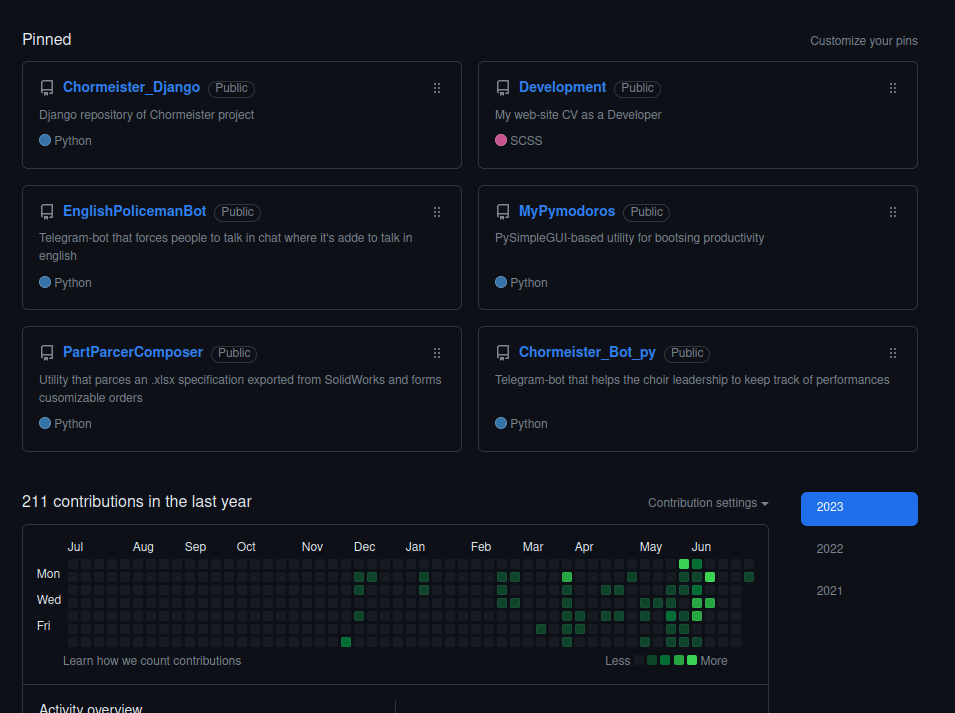 Pinned
Customize your pins
Chormeister_Django Public
Django repository of Chormeister project
Python
Development Public
My web-site CV as a Developer
SCSS
EnglishPolicemanBot Public
Telegram-bot that forces people to talk in chat where it's adde to talk in
english
Python
MyPymodoros Public
PySimpleGUI-based utility for bootsing productivity
Python
PartParcerComposer Public
Utility that parces an .xlsx specification exported from SolidWorks and forms
cusomizable orders
Python
Chormeister_Bot_py Public
Telegram-bot that helps the choir leadership to keep track of performances
Python
211 contributions in the last year
Contribution settings
2023
2022
2021
Jul Aug Sep Oct Nov Dec Jan Feb Mar Apr May Jun
Mon
Wed
Fri
Learn how we count contributions
Less More
Activity overview